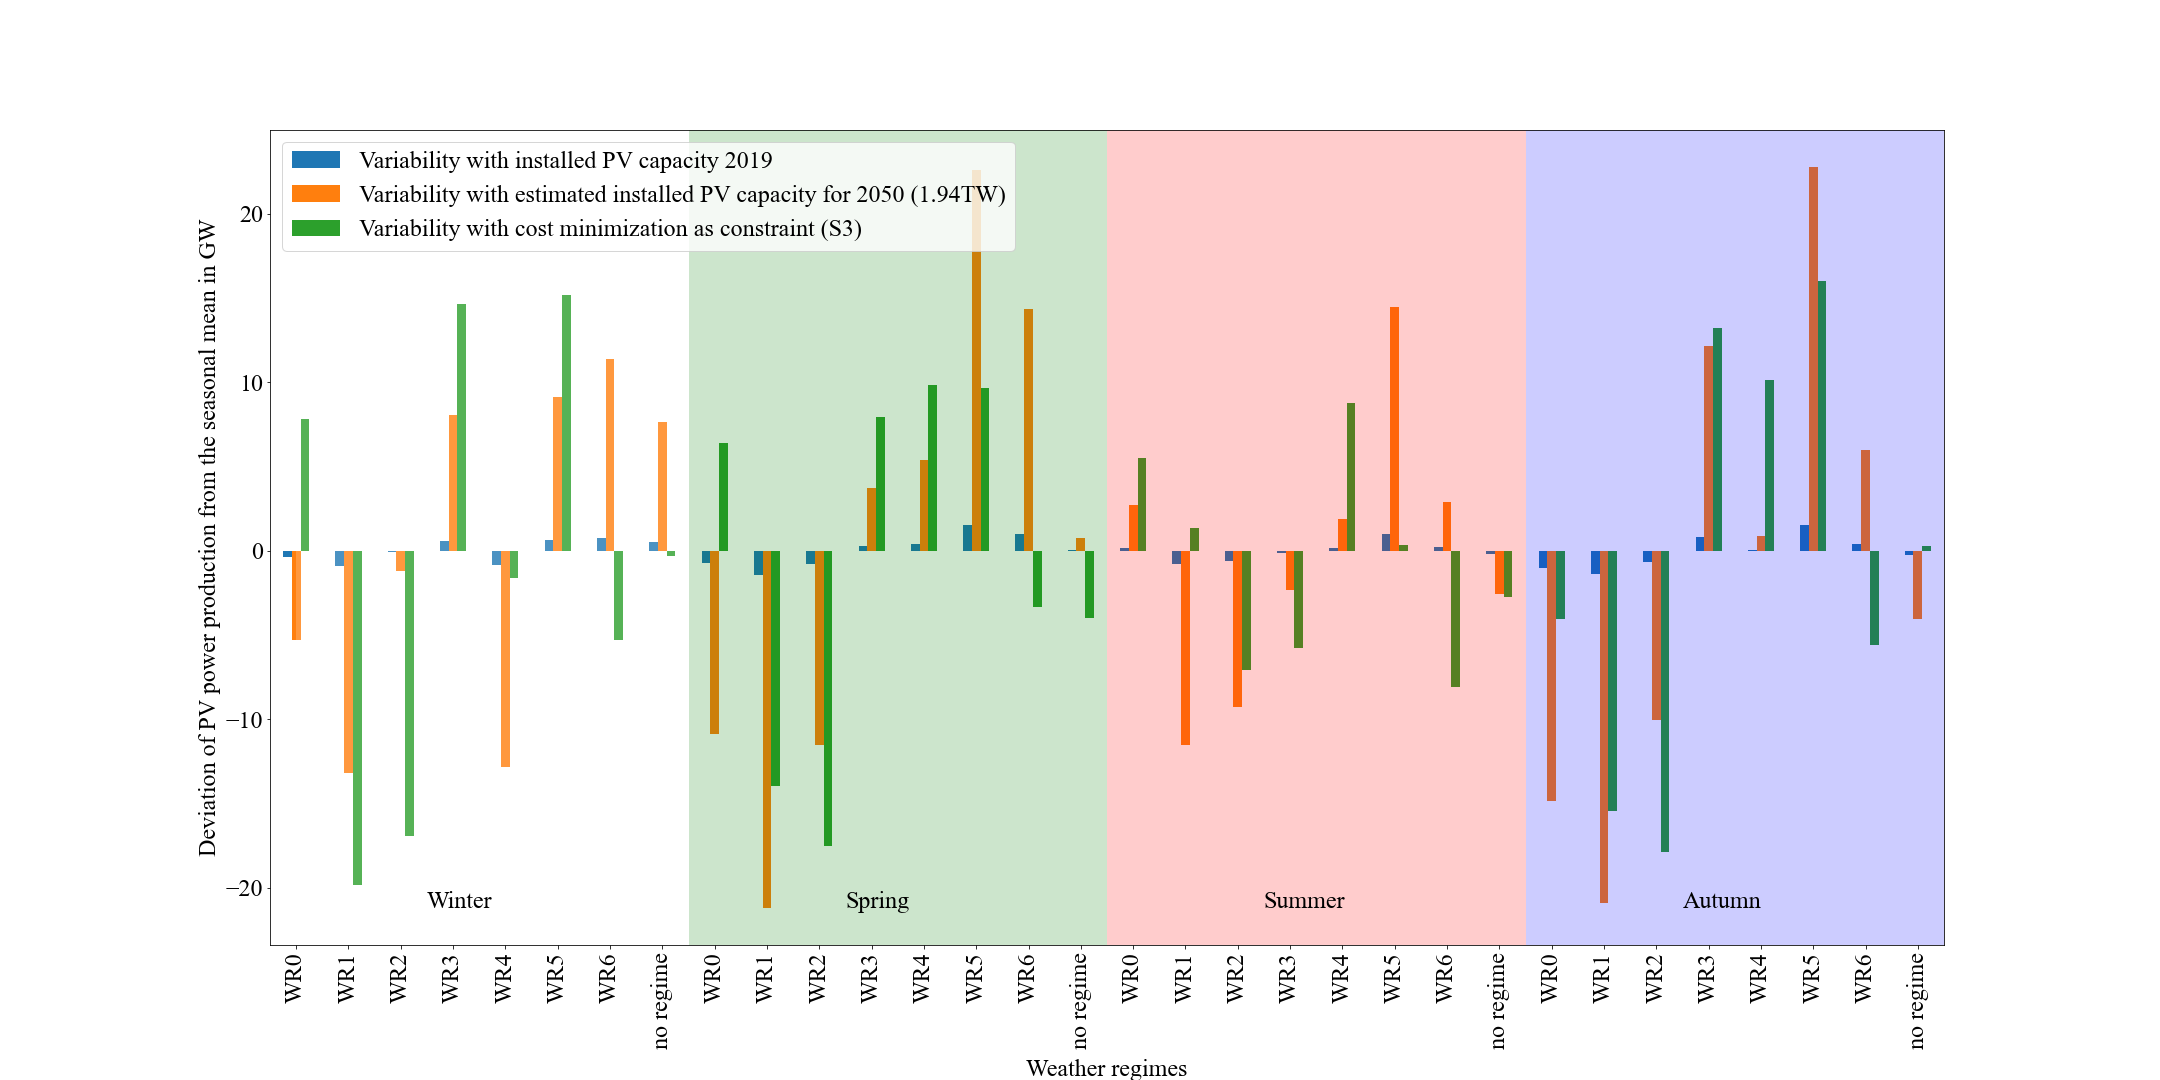 Variability with installed PV capacity 2019
Variability with estimated installed PV capacity for 2050 (1.94TW)
Variability with cost minimization as constraint (S3)
Deviation of PV power production from the seasonal mean in GW
20
10
0
−10
−20
Winter
Spring
Summer
Autumn
WR0
WR1
WR2
WR3
WR4
WR5
WR6
no regime
WR0
WR1
WR2
WR3
WR4
WR5
WR6
no regime
WR0
WR1
WR2
WR3
WR4
WR5
WR6
no regime
WR0
WR1
WR2
WR3
WR4
WR5
WR6
no regime
Weather regimes